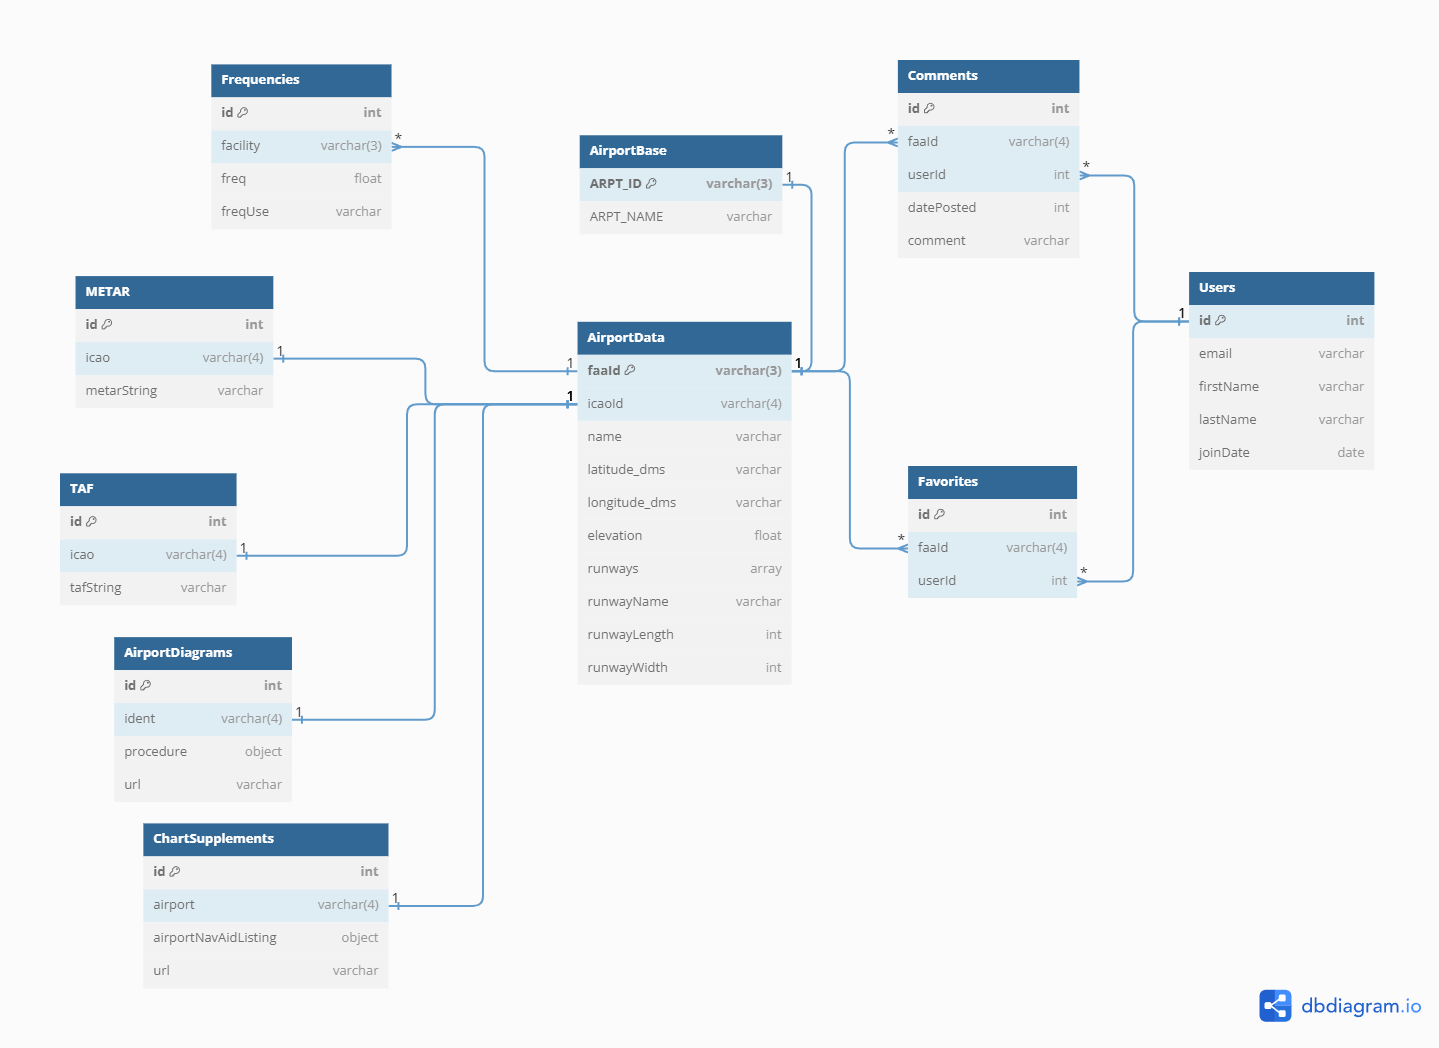 Frequencies
id int
facility varchar(3)
freq float
freqUse varchar
*
AirportBase
ARPT_ID varchar(3)
ARPT_NAME varchar
1
Comments
id int
faaId varchar(4)
userId int
datePosted int
comment varchar
*
*
Users
id int
email varchar
firstName varchar
lastName varchar
joinDate date
1
METAR
id int
icao varchar(4)
metarString varchar
1
AirportData
faaId varchar(3)
icaoId varchar(4)
name varchar
latitude_dms varchar
longitude_dms varchar
elevation float
runways array
runwayName varchar
runwayLength int
runwayWidth int
1
1
1
TAF
id int
icao varchar(4)
tafString varchar
1
Favorites
id int
faaId varchar(4)
userId int
*
*
AirportDiagrams
id int
ident varchar(4)
procedure object
url varchar
1
ChartSupplements
id int
airport varchar(4)
airportNavAidListing object
url varchar
1
dbdiagram.io